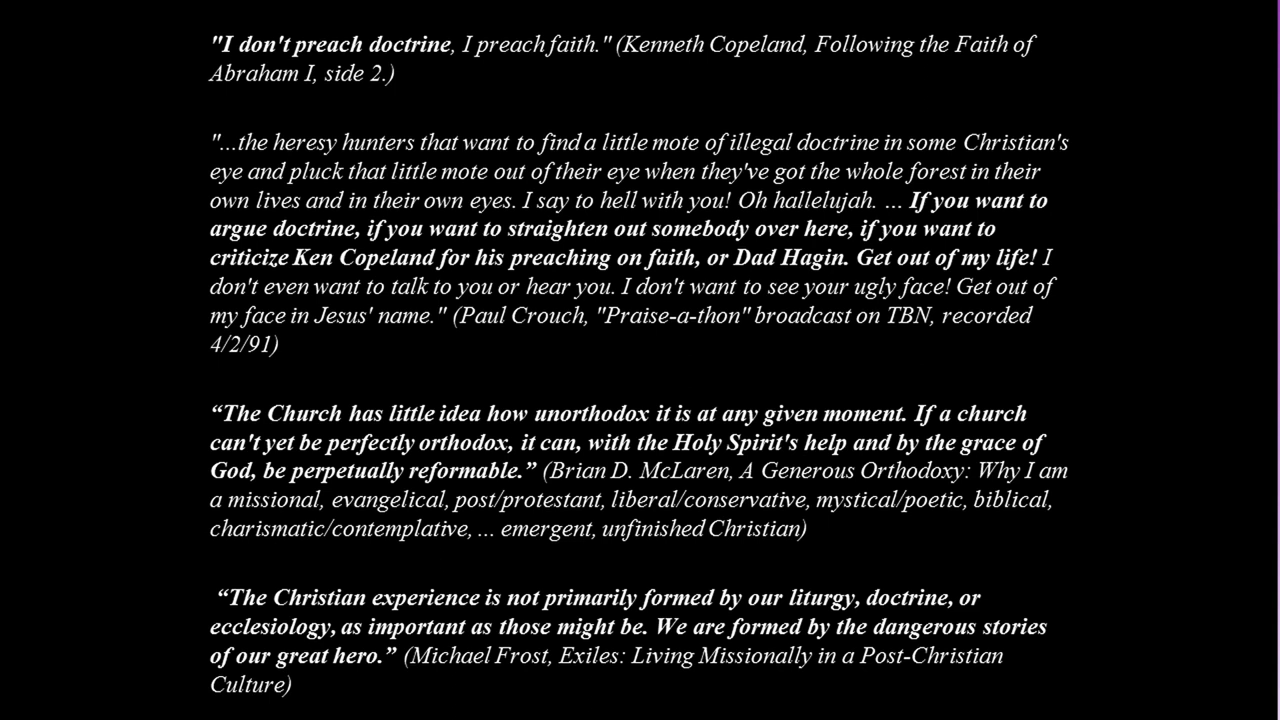 "I don't preach doctrine, I preach faith." (Kenneth Copeland, Following the Faith of
Abraham I, side 2.)
"...the heresy hunters that want to find a little mote of illegal doctrine in some Christian's
eye and pluck that little mote out of their eye when they've got the whole forest in their
own lives and in their own eyes. I say to hell with you! Oh hallelujah. ... If you want to
argue doctrine, if you want to straighten out somebody over here, if you want to
criticize Ken Copeland for his preaching on faith, or Dad Hagin. Get out of my life! I
don't even want to talk to you or hear you. I don't want to see your ugly face! Get out of
my face in Jesus' name." (Paul Crouch, "Praise-a-thon" broadcast on TBN, recorded
4/2/91)
“The Church has little idea how unorthodox it is at any given moment. If a church
can't yet be perfectly orthodox, it can, with the Holy Spirit's help and by the grace of
God, be perpetually reformable.” (Brian D. McLaren, A Generous Orthodoxy: Why I am
a missional, evangelical, post/protestant, liberal/conservative, mystical/poetic, biblical,
charismatic/contemplative, ... emergent, unfinished Christian)
“The Christian experience is not primarily formed by our liturgy, doctrine, or
ecclesiology, as important as those might be. We are formed by the dangerous stories
of our great hero.” (Michael Frost, Exiles: Living Missionally in a Post-Christian
Culture)